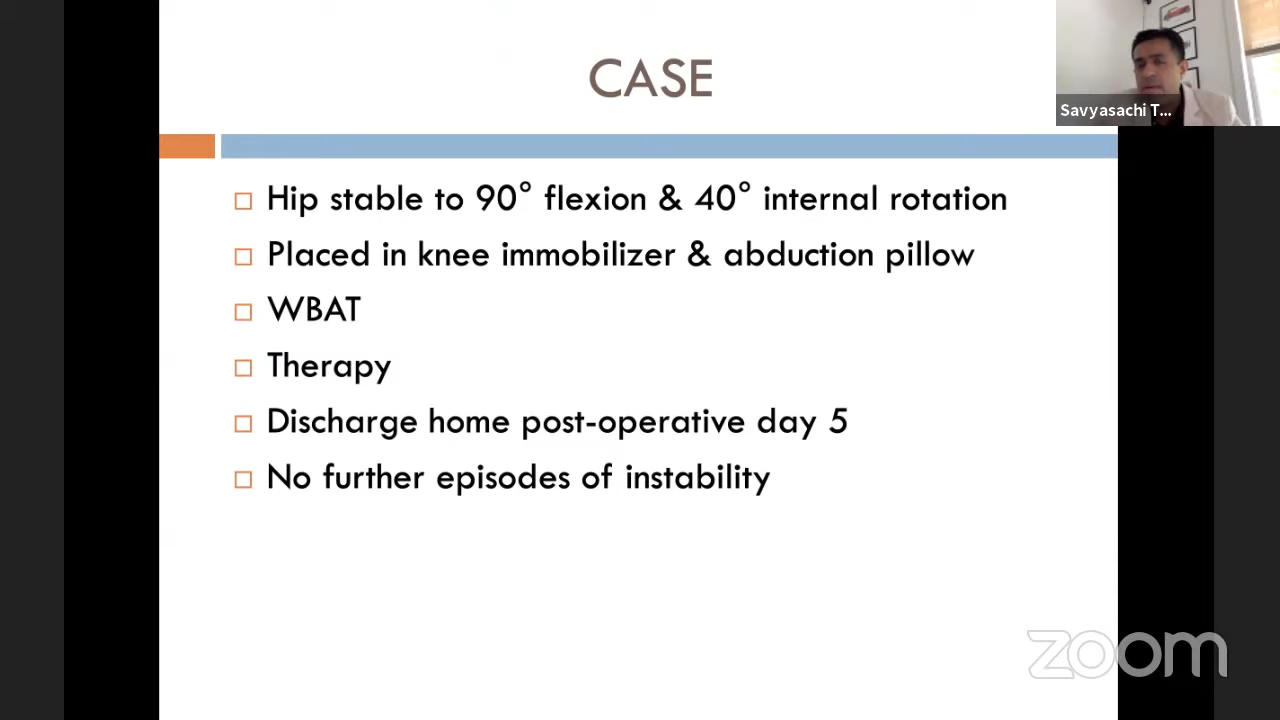 CASE
Savyasachi T...
Hip stable to 90° flexion & 40° internal rotation
Placed in knee immobilizer & abduction pillow
WBAT
Therapy
Discharge home post-operative day 5
No further episodes of instability
zoom